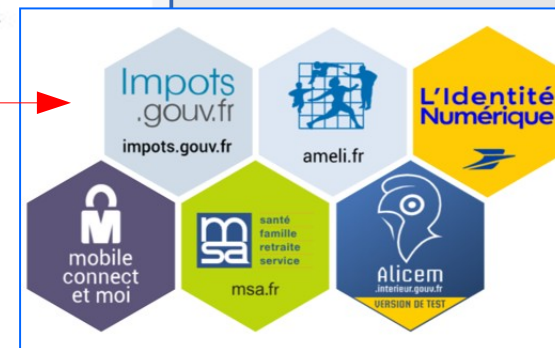 Impots
.gouv.fr
impots.gouv.fr
ameli.fr
L'Identité
Numérique
M
mobile
connect
et moi
msa
santé
famille
retraite
service
msa.fr
Alicem
.interieur.gouv.fr
VERSION DE TEST